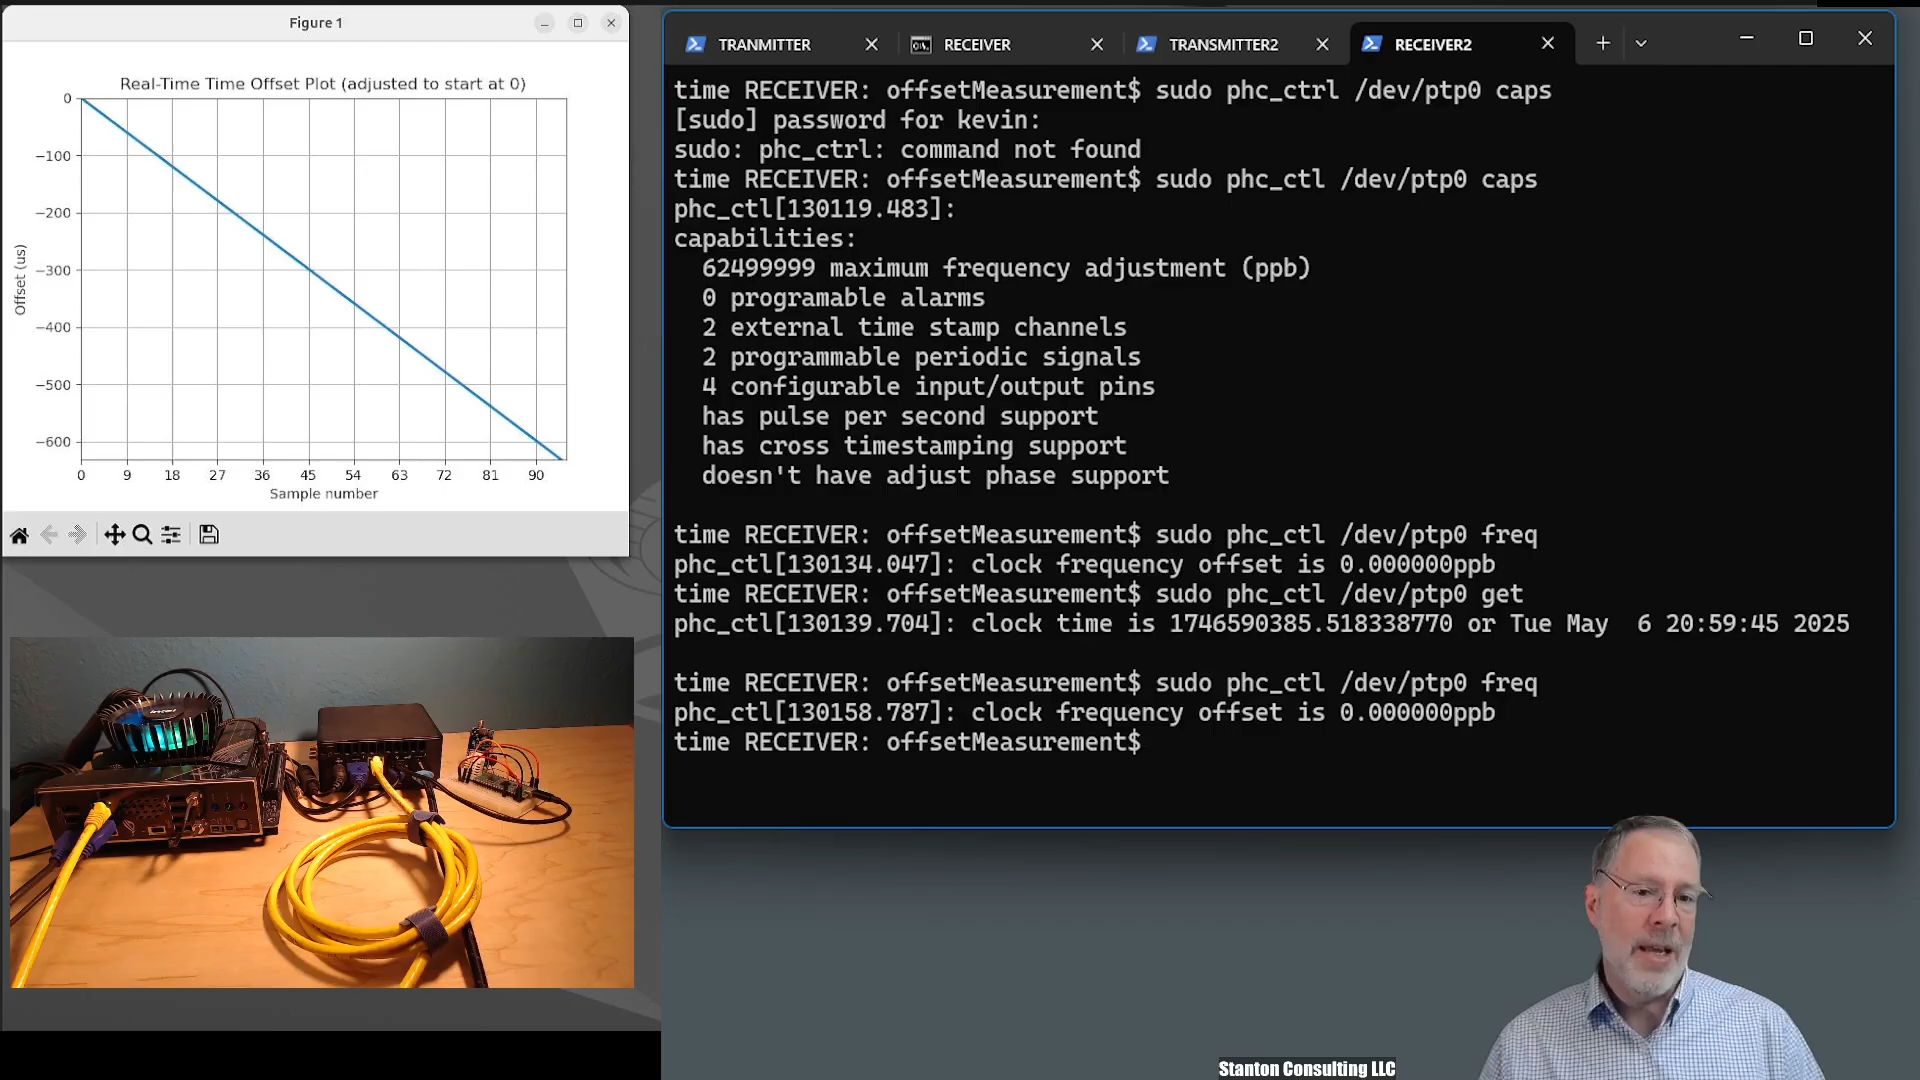 Figure 1
Real-Time Time Offset Plot (adjusted to start at 0)
0
−100
−200
−300
−400
−500
−600
Offset (us)
0 9 18 27 36 45 54 63 72 81 90
Sample number
TRANMITTER
RECEIVER
TRANSMITTER2
RECEIVER2
time RECEIVER: offsetMeasurement$ sudo phc_ctrl /dev/ptp0 caps
[sudo] password for kevin:
sudo: phc_ctrl: command not found
time RECEIVER: offsetMeasurement$ sudo phc_ctl /dev/ptp0 caps
phc_ctl[130119.483]:
capabilities:
62499999 maximum frequency adjustment (ppb)
0 programable alarms
2 external time stamp channels
2 programmable periodic signals
4 configurable input/output pins
has pulse per second support
has cross timestamping support
doesn't have adjust phase support
time RECEIVER: offsetMeasurement$ sudo phc_ctl /dev/ptp0 freq
phc_ctl[130134.047]: clock frequency offset is 0.000000ppb
time RECEIVER: offsetMeasurement$ sudo phc_ctl /dev/ptp0 get
phc_ctl[130139.704]: clock time is 1746590385.518338770 or Tue May  6 20:59:45 2025
time RECEIVER: offsetMeasurement$ sudo phc_ctl /dev/ptp0 freq
phc_ctl[130158.787]: clock frequency offset is 0.000000ppb
time RECEIVER: offsetMeasurement$
intel
Stanton Consulting LLC